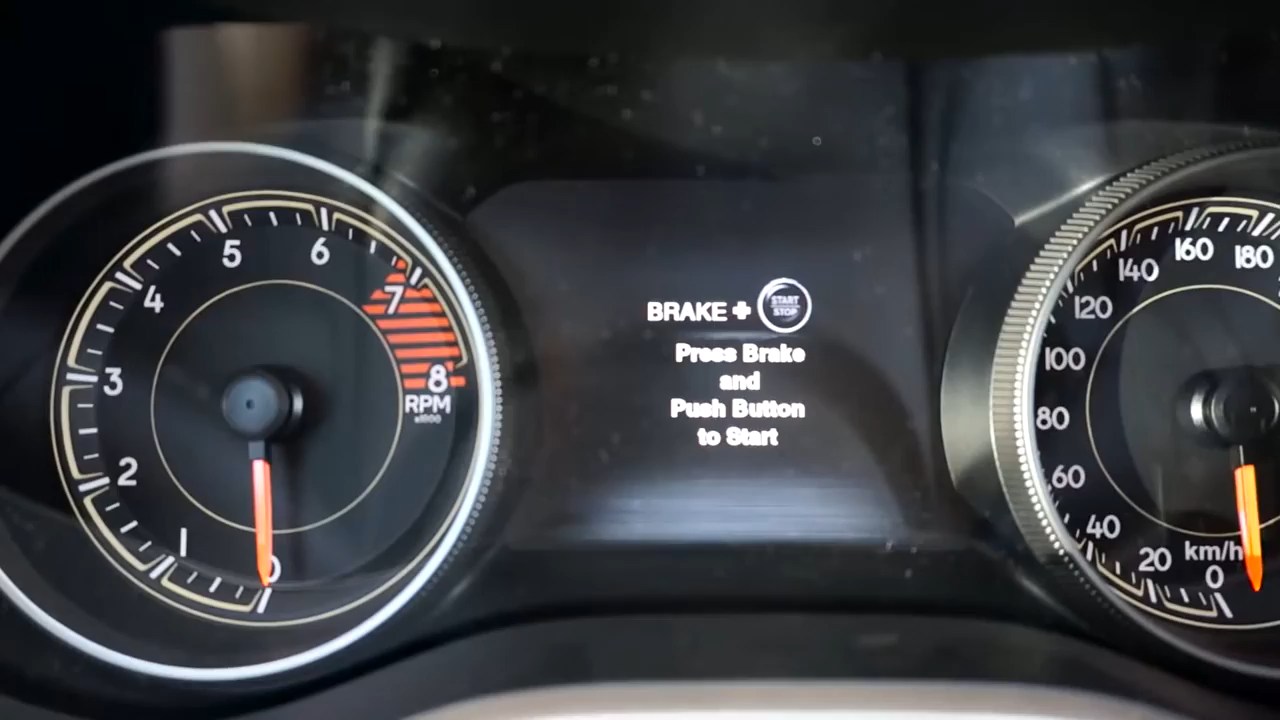 5
6
4
7
3
8
RPM
x1000
2
1
0
BRAKE + START STOP
Press Brake
and
Push Button
to Start
160
180
140
120
100
80
60
40
20
km/h
0